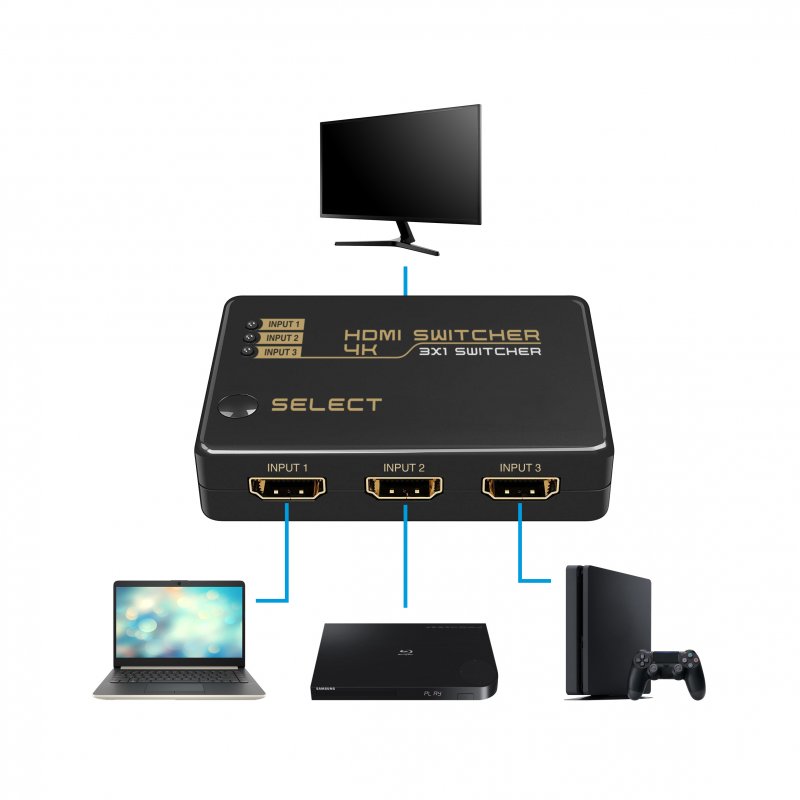 INPUT 1
INPUT 2
INPUT 3
HDMI SWITCHER
4K
3X1 SWITCHER
SELECT
INPUT 1
INPUT 2
INPUT 3
SAMSUNG
PLAY